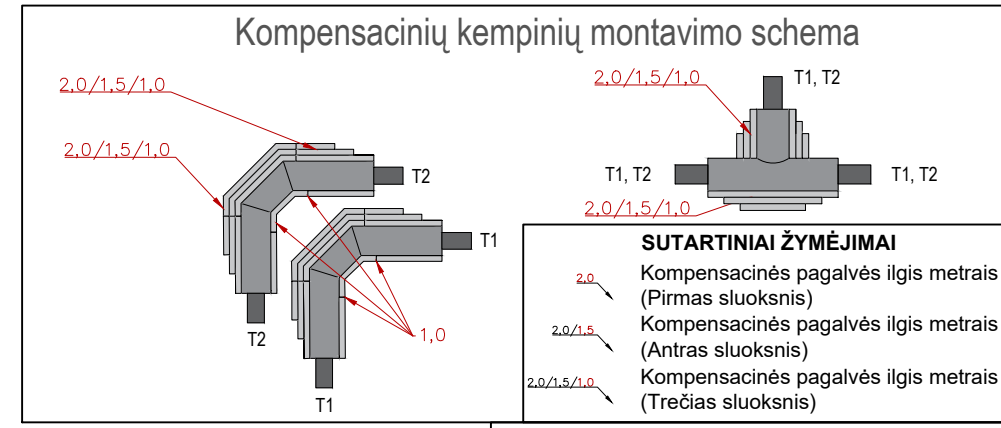 Kompensacinių kempinių montavimo schema
2,0/1,5/1,0
2,0/1,5/1,0
T2
T1
T2
T1
1,0
2,0/1,5/1,0
T1, T2
T1, T2
T1, T2
2,0/1,5/1,0
SUTARTINIAI ŽYMĖJIMAI
2,0
Kompensacinės pagalvės ilgis metrais
(Pirmas sluoksnis)
2,0/1,5
Kompensacinės pagalvės ilgis metrais
(Antras sluoksnis)
2,0/1,5/1,0
Kompensacinės pagalvės ilgis metrais
(Trečias sluoksnis)